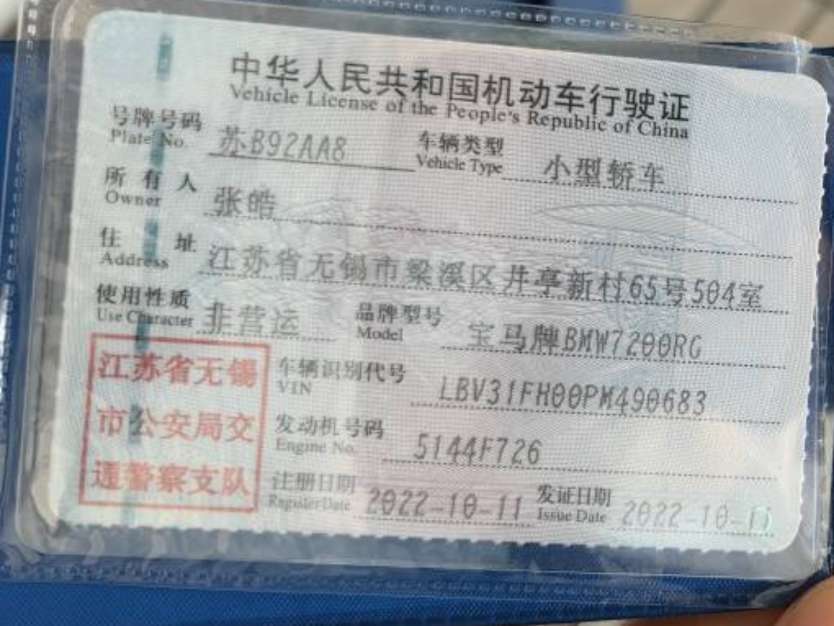 中华人民共和国机动车行驶证
Vehicle License of the People's Republic of China
号牌号码 苏B92AA8 车辆类型 小型轿车
Plate No. Vehicle Type
所有人 张皓
Owner
住址 江苏省无锡市梁溪区井亭新村65号504室
Address
使用性质 非营运 品牌型号 宝马牌BMW7200RG
Use Character Model
江苏省无锡
市公安局交
通警察支队
车辆识别代号 LBV31FH00PM490683
VIN
发动机号码 5144F726
Engine No.
注册日期 2022-10-11 发证日期 2022-10-11
Register Date Issue Date